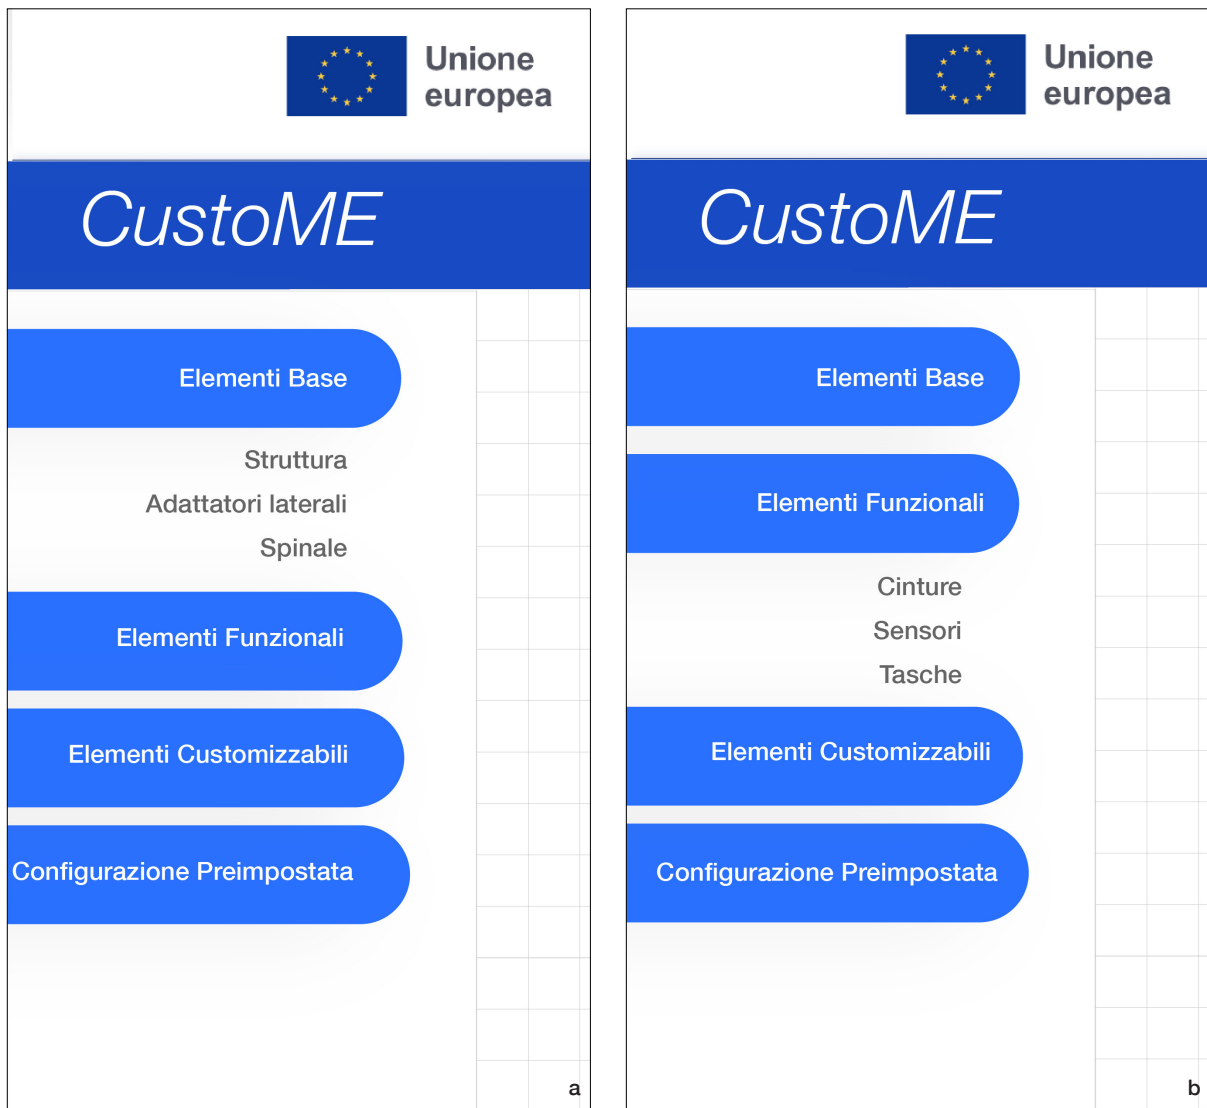 Unione
europea
CustoME
Elementi Base
Struttura
Adattatori laterali
Spinale
Elementi Funzionali
Elementi Customizzabili
Configurazione Preimpostata
a
Unione
europea
CustoME
Elementi Base
Elementi Funzionali
Cinture
Sensori
Tasche
Elementi Customizzabili
Configurazione Preimpostata
b